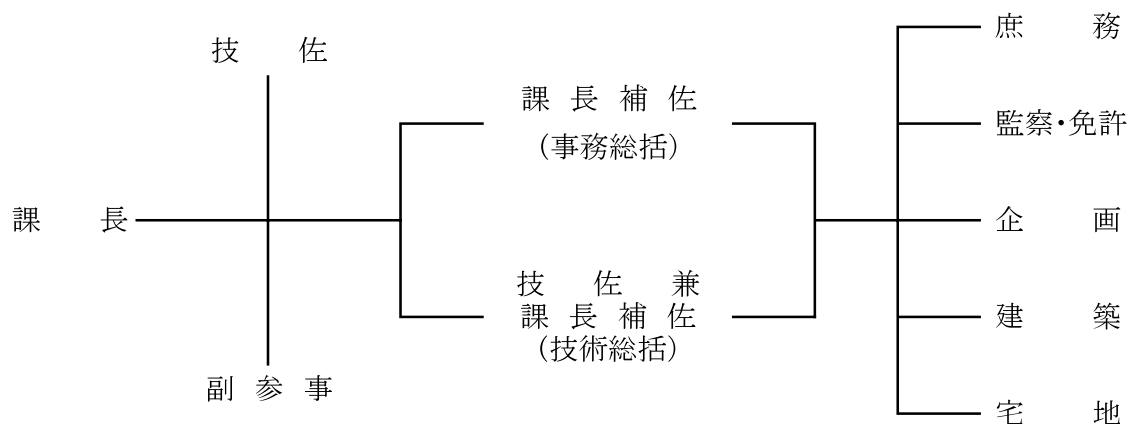 課長
技佐
副参事
課長補佐
(事務総括)
技佐兼
課長補佐
(技術総括)
庶務
監察・免許
企画
建築
宅地